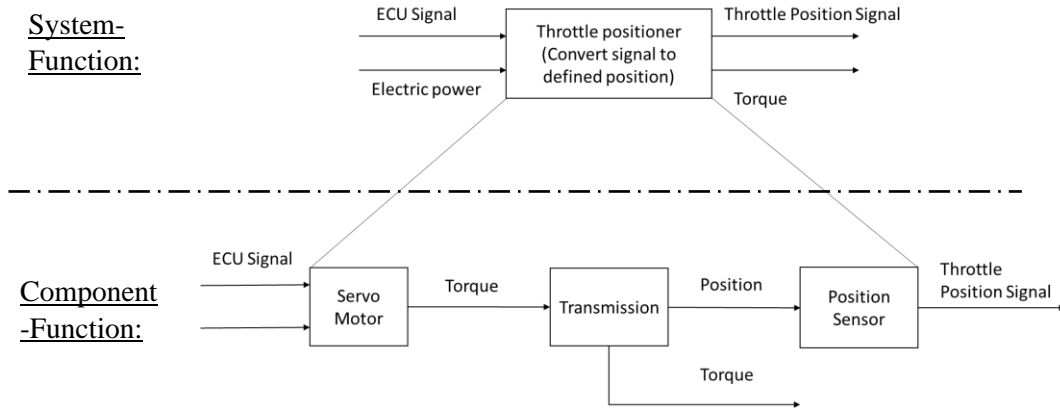 System-
Function:
ECU Signal
Electric power
Throttle positioner
(Convert signal to
defined position)
Throttle Position Signal
Torque
Component
-Function:
ECU Signal
Servo
Motor
Torque
Transmission
Torque
Position
Position
Sensor
Throttle
Position Signal